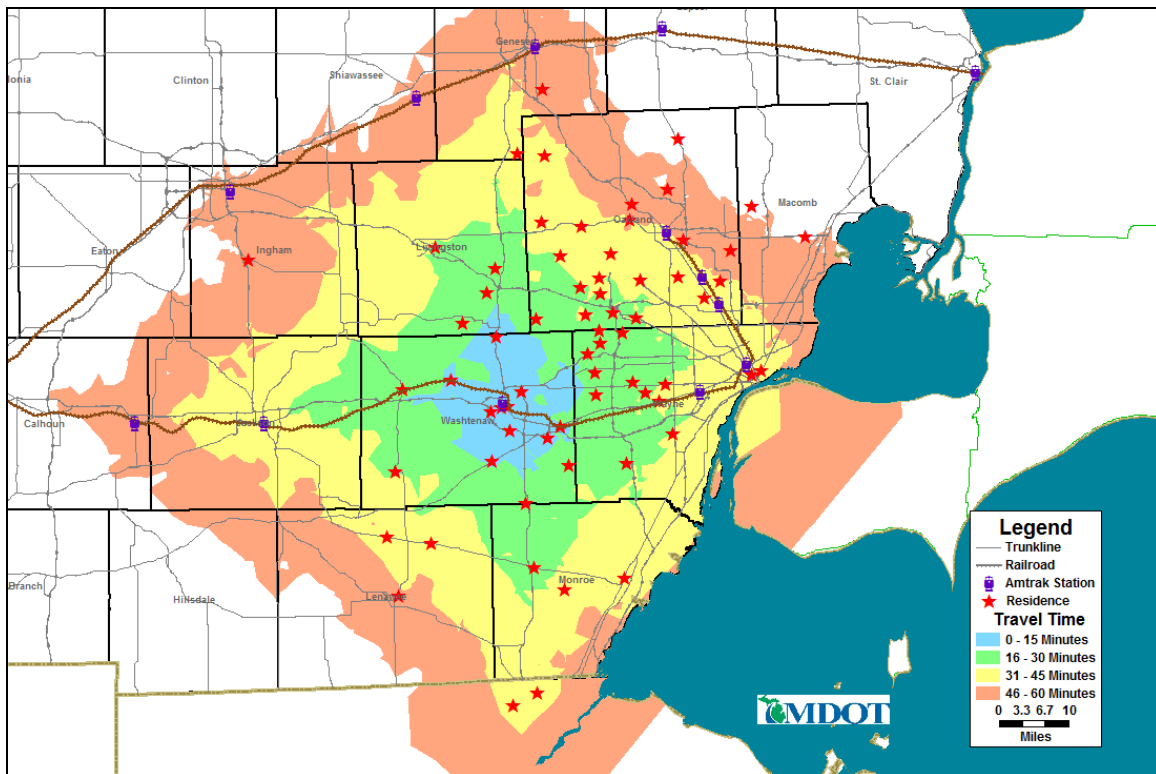 Genesee
Clinton
Shiawassee
St. Clair
Macomb
Oakland
Eaton
Ingham
Livingston
Calhoun
Jackson
Washtenaw
Wayne
Branch
Hillsdale
Lenawee
Monroe
Legend
Trunkline
Railroad
Amtrak Station
Residence
Travel Time
0 - 15 Minutes
16 - 30 Minutes
31 - 45 Minutes
46 - 60 Minutes
0 3.3 6.7 10
Miles
MDOT